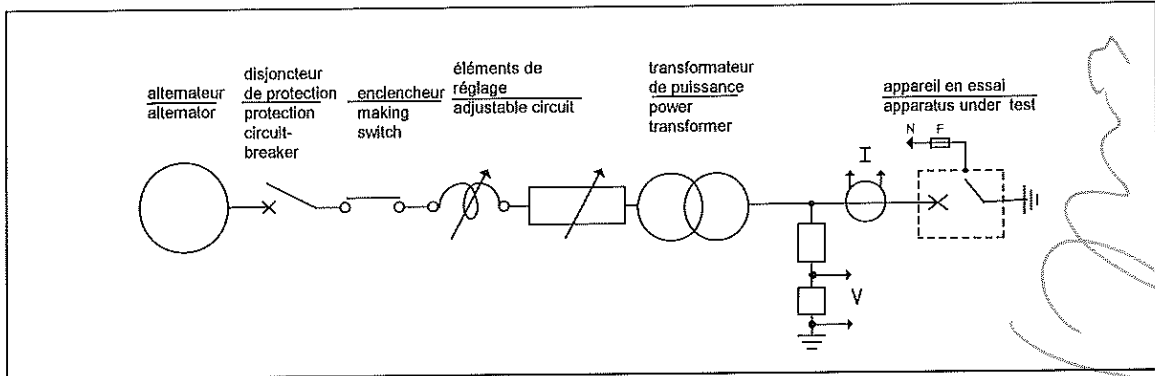 alternateur
alternator
disjoncteur
de protection
protection
circuit-
breaker
enclencheur
making
switch
éléments de
réglage
adjustable circuit
transformateur
de puissance
power
transformer
appareil en essai
apparatus under test
N F
I
V